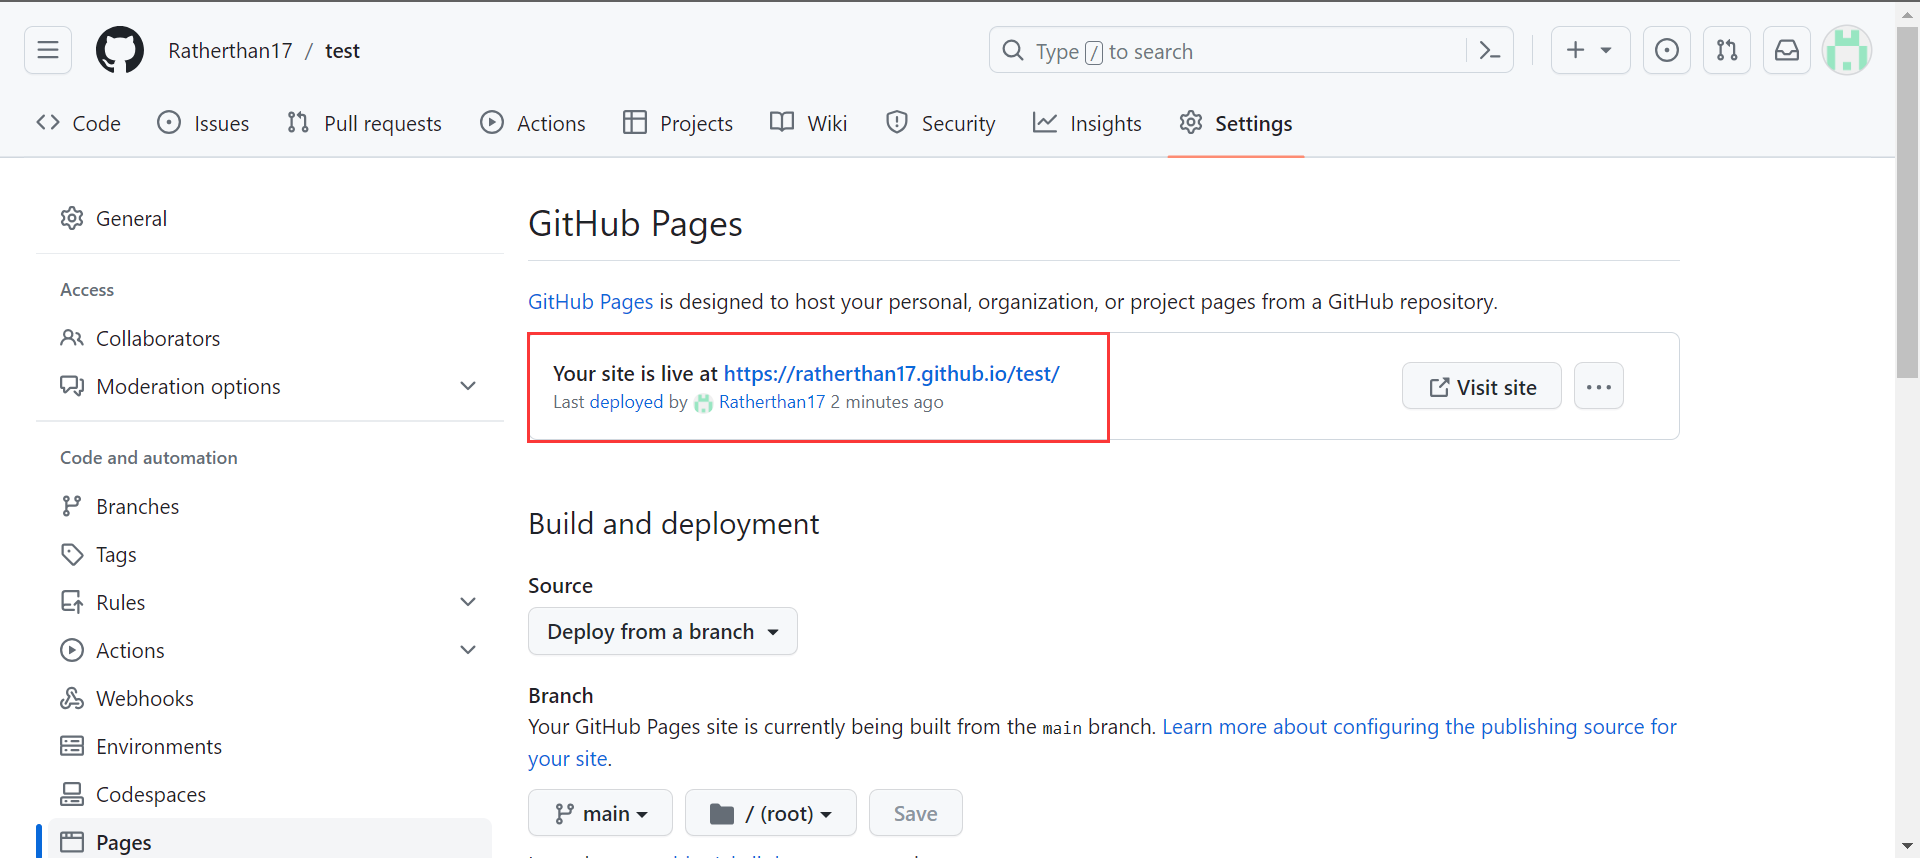 Ratherthan17 / test
Type / to search
Code
Issues
Pull requests
Actions
Projects
Wiki
Security
Insights
Settings
General
Access
Collaborators
Moderation options
Code and automation
Branches
Tags
Rules
Actions
Webhooks
Environments
Codespaces
Pages
GitHub Pages
GitHub Pages is designed to host your personal, organization, or project pages from a GitHub repository.
Your site is live at https://ratherthan17.github.io/test/
Last deployed by Ratherthan17 2 minutes ago
Visit site
Build and deployment
Source
Deploy from a branch
Branch
Your GitHub Pages site is currently being built from the main branch. Learn more about configuring the publishing source for
your site.
main
/ (root)
Save